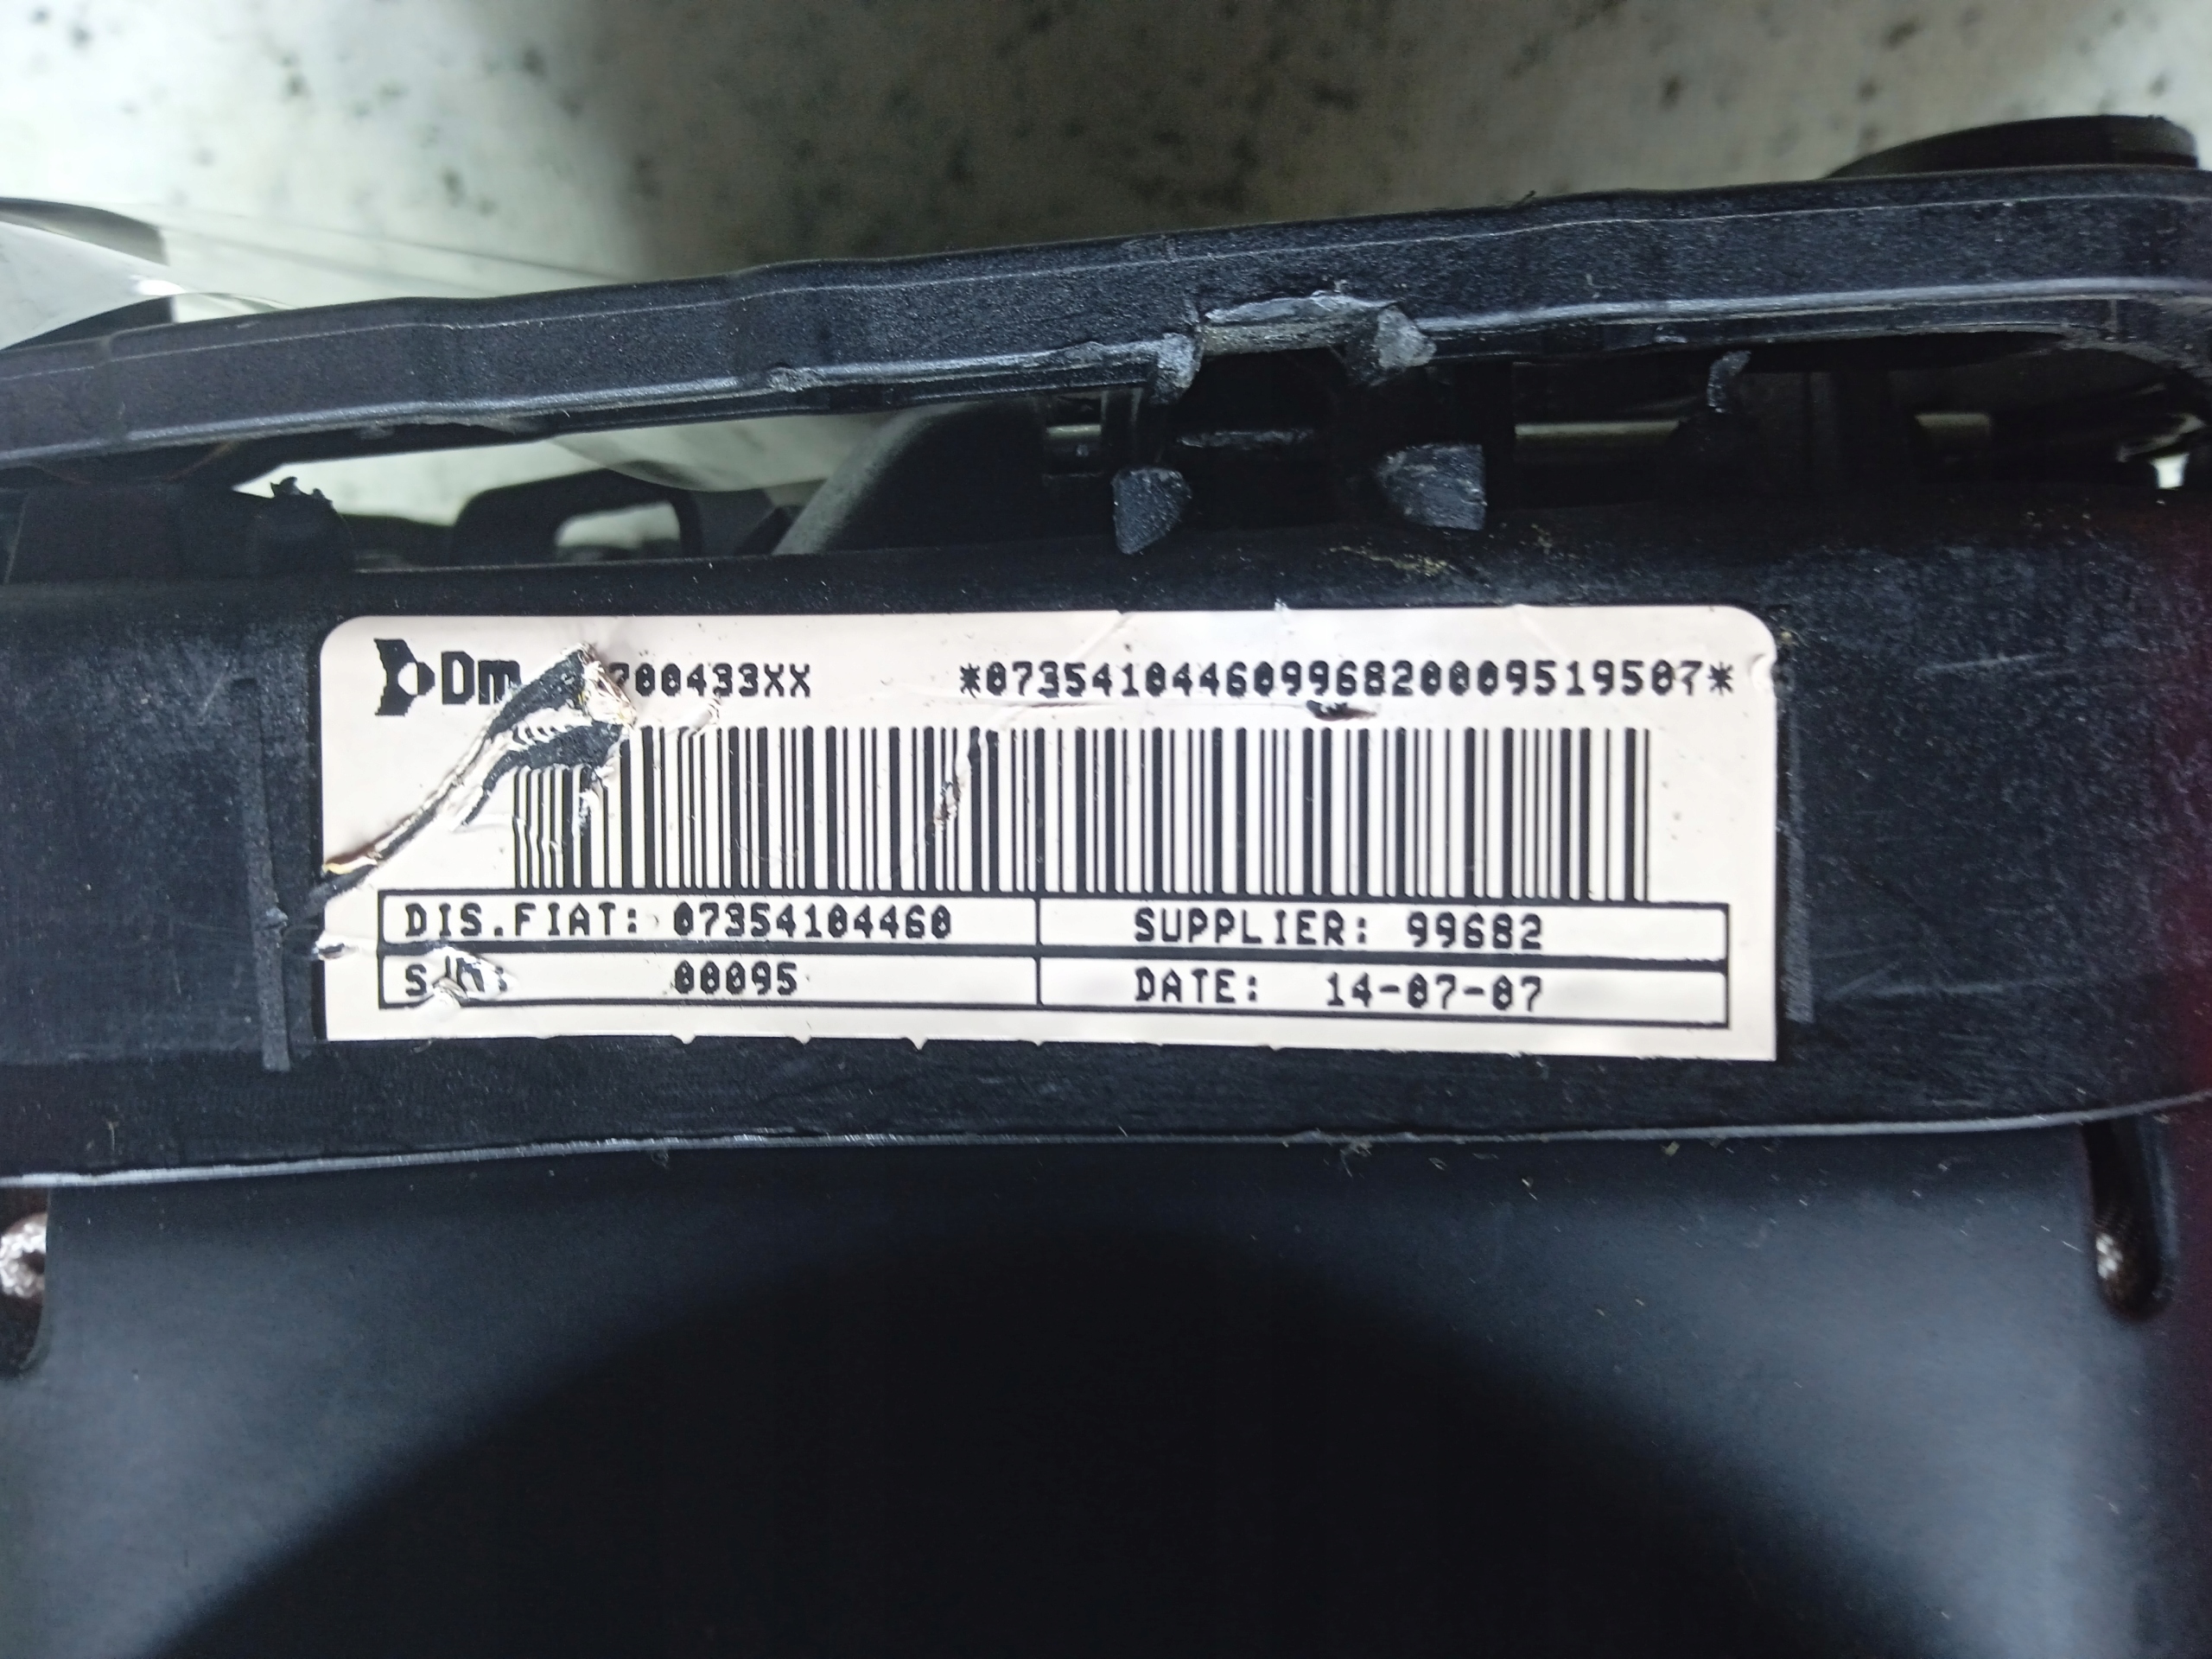 Dm 700433XX *07354104460996820009519507*
DIS.FIAT: 07354104460 SUPPLIER: 99682
S/N: 00095 DATE: 14-07-07